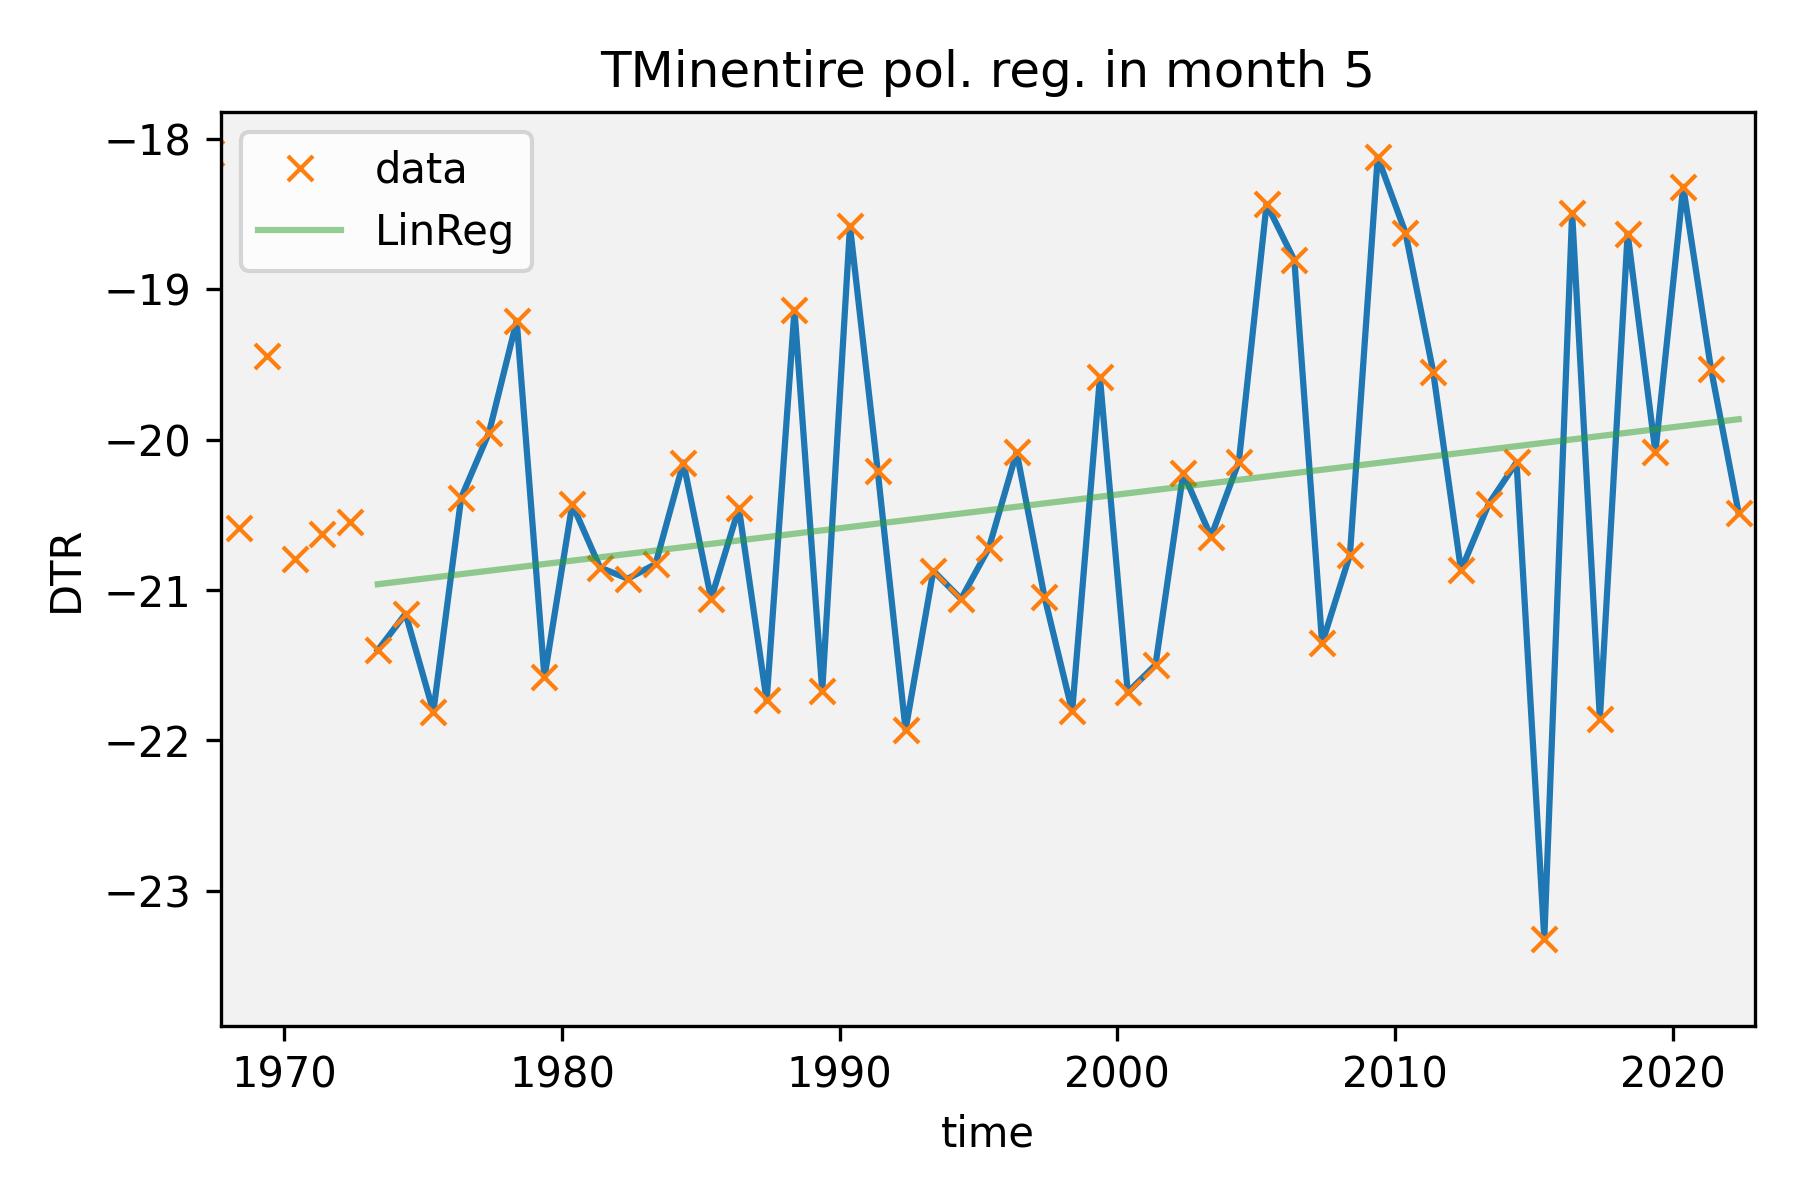 TMinentire pol. reg. in month 5
−18
−19
−20
−21
−22
−23
DTR
data
LinReg
1970
1980
1990
2000
2010
2020
time